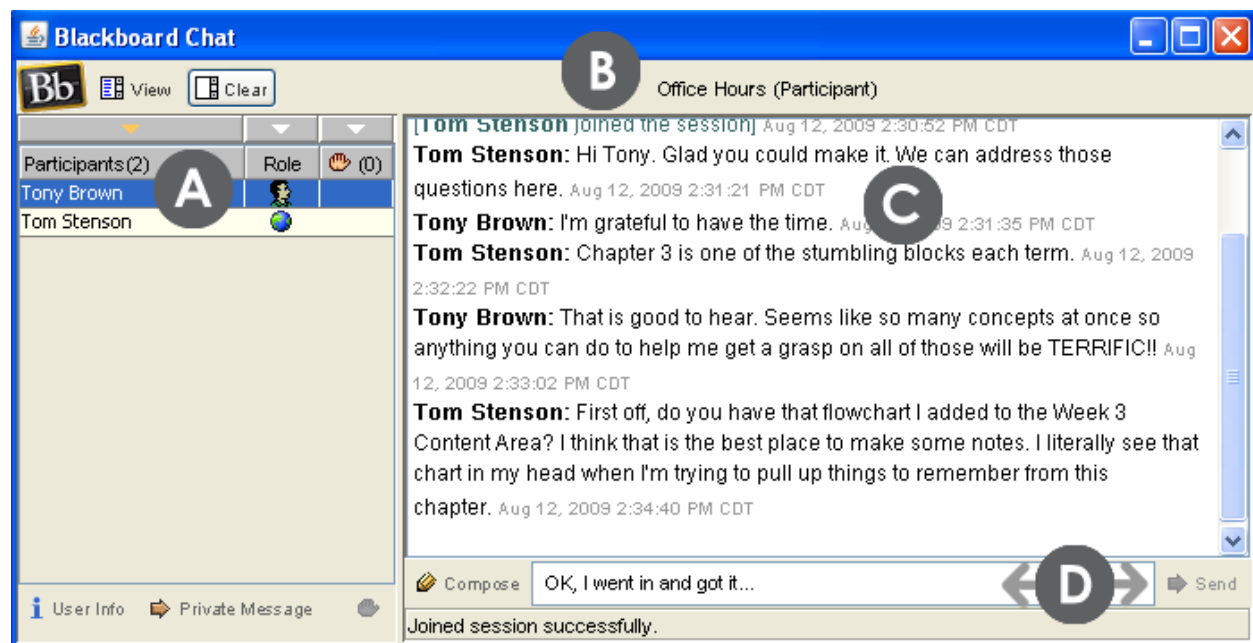 Blackboard Chat
Bb View Clear
B
Office Hours (Participant)
Participants(2) Role (0)
Tony Brown
Tom Stenson
A
User Info Private Message
[Tom Stenson joined the session] Aug 12, 2009 2:30:52 PM CDT
Tom Stenson: Hi Tony. Glad you could make it. We can address those
questions here. Aug 12, 2009 2:31:21 PM CDT
C
Tony Brown: I'm grateful to have the time. Aug 2:31:35 PM CDT
Tom Stenson: Chapter 3 is one of the stumbling blocks each term. Aug 12, 2009
2:32:22 PM CDT
Tony Brown: That is good to hear. Seems like so many concepts at once so
anything you can do to help me get a grasp on all of those will be TERRIFIC!! Aug
12, 2009 2:33:02 PM CDT
Tom Stenson: First off, do you have that flowchart I added to the Week 3
Content Area? I think that is the best place to make some notes. I literally see that
chart in my head when I'm trying to pull up things to remember from this
chapter. Aug 12, 2009 2:34:40 PM CDT
Compose OK, I went in and got it... D Send
Joined session successfully.